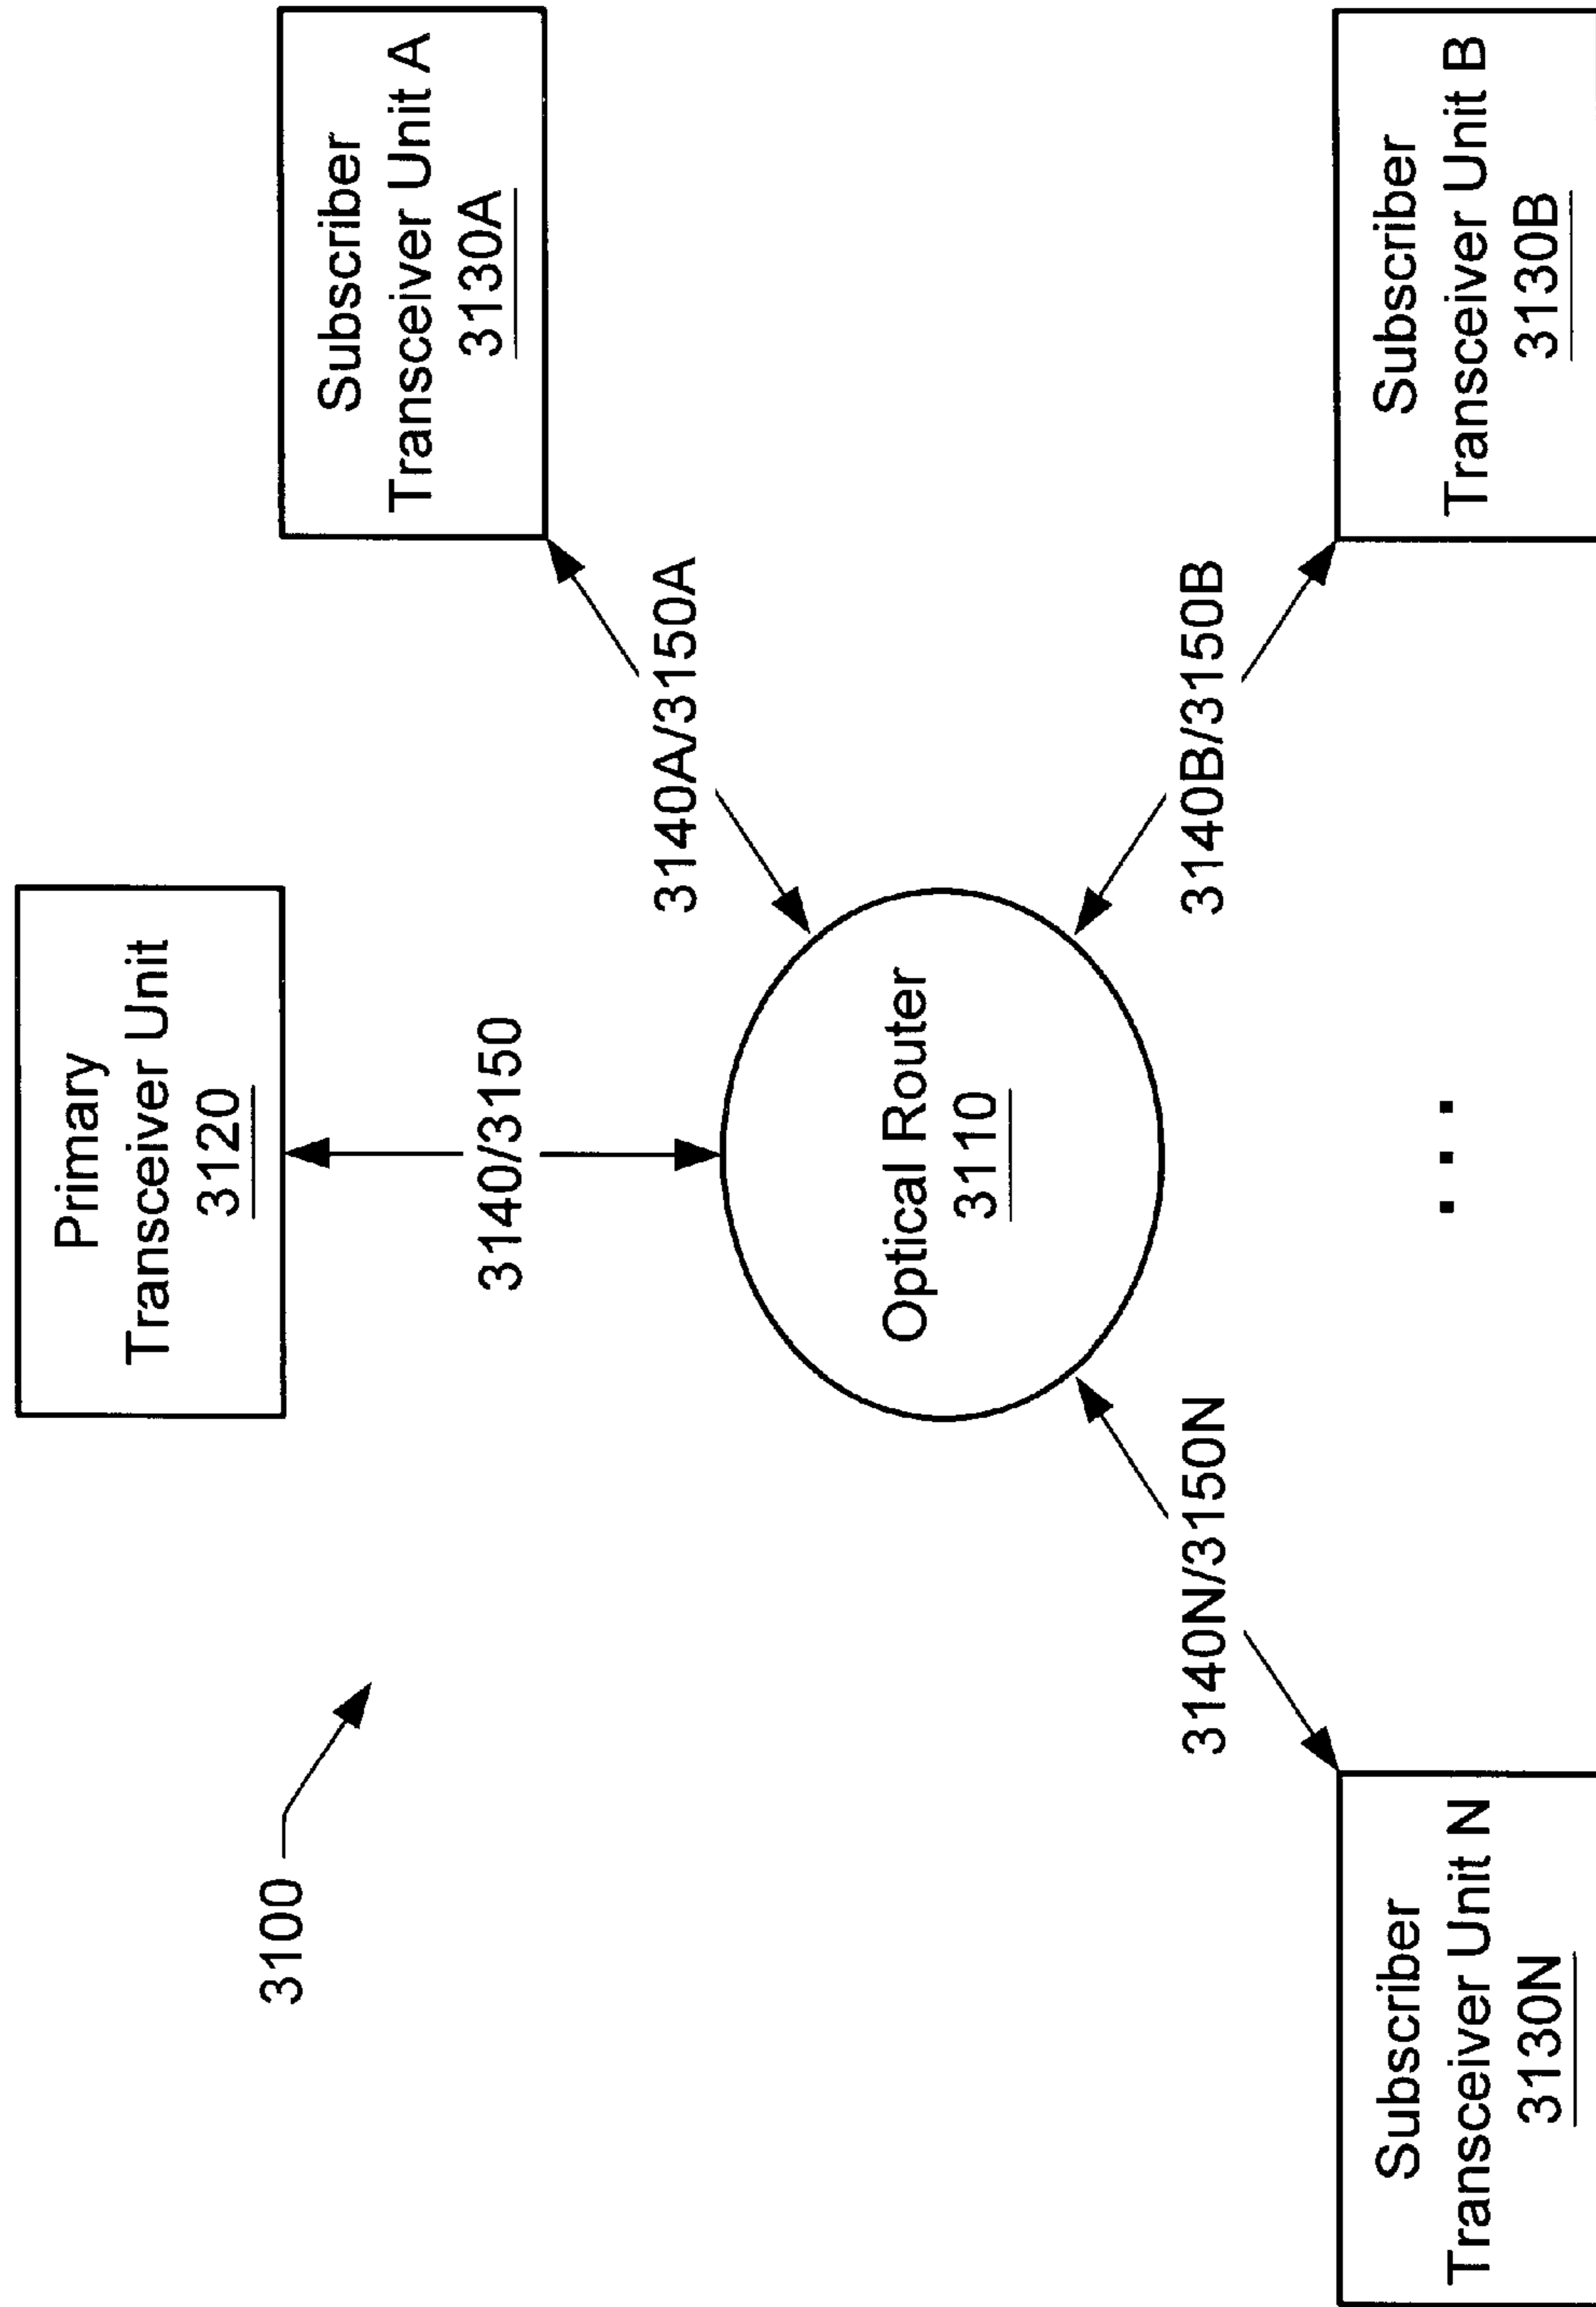 3100
Primary
Transceiver Unit
3120
Subscriber
Transceiver Unit A
3130A
3140/3150
3140A/3150A
Optical Router
3110
3140N/3150N
3140B/3150B
Subscriber
Transceiver Unit N
3130N
. . .
Subscriber
Transceiver Unit B
3130B